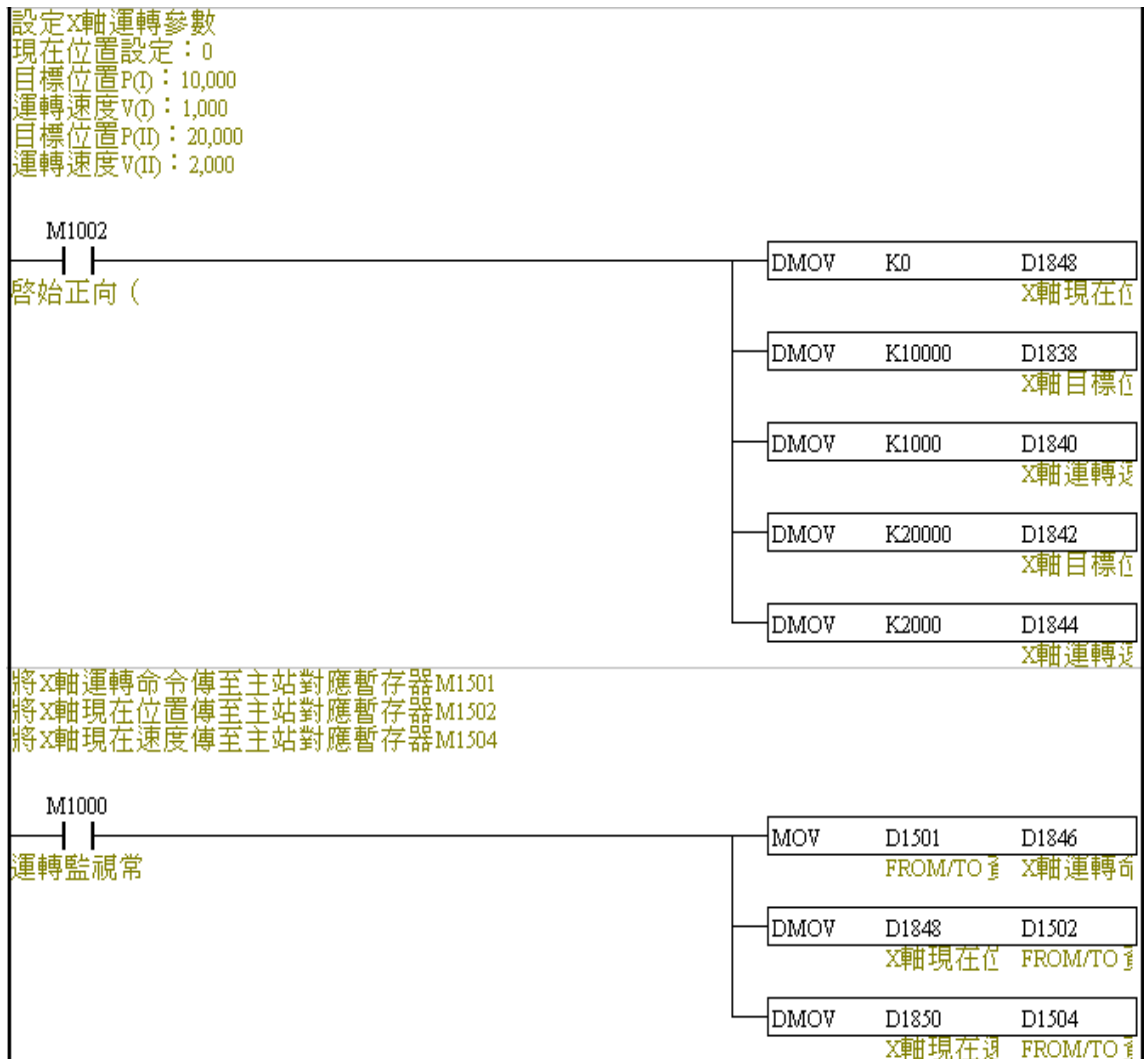 設定X軸運轉參數
現在位置設定：0
目標位置P(I)：10,000
運轉速度V(I)：1,000
目標位置P(II)：20,000
運轉速度V(II)：2,000
M1002
啓始正向（
DMOV K0 D1848
X軸現在位
DMOV K10000 D1838
X軸目標位
DMOV K1000 D1840
X軸運轉速
DMOV K20000 D1842
X軸目標位
DMOV K2000 D1844
X軸運轉速
將X軸運轉命令傳至主站對應暫存器M1501
將X軸現在位置傳至主站對應暫存器M1502
將X軸現在速度傳至主站對應暫存器M1504
M1000
運轉監視常
MOV D1501 D1846
FROM/TO X軸運轉命
DMOV D1848 D1502
X軸現在位 FROM/TO
DMOV D1850 D1504
X軸現在速 FROM/TO